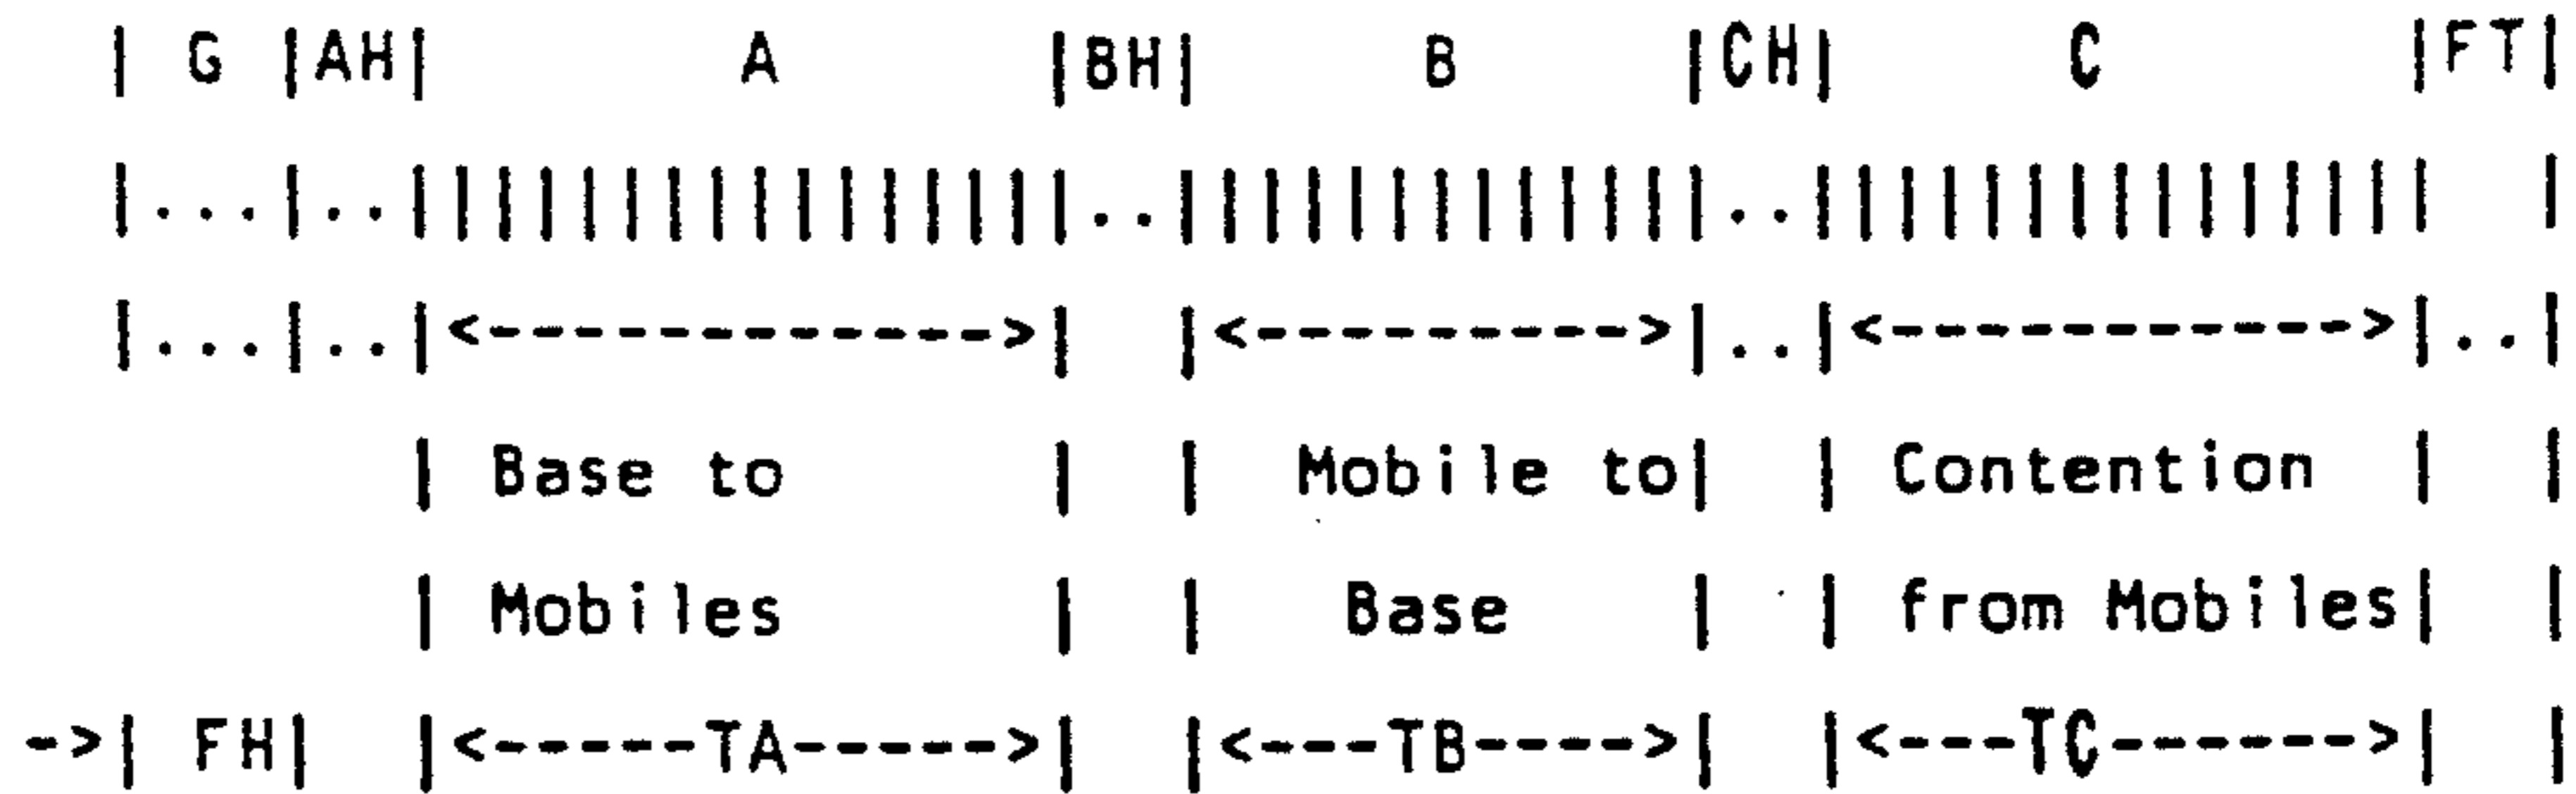 | G |AH|       A      |BH|     B     |CH|     C       |FT|
|...|..|||||||||||||||||..|||||||||||||..|||||||||||||||  |
|...|..|<------------->|  |<--------->|..|<----------->|..|
       | Base to      |  |  Mobile to|  | Contention  |  |
       | Mobiles      |  |   Base    |  | from Mobiles|  |
->| FH|  |<-----TA----->|  |<---TB---->|  |<---TC------>|  |